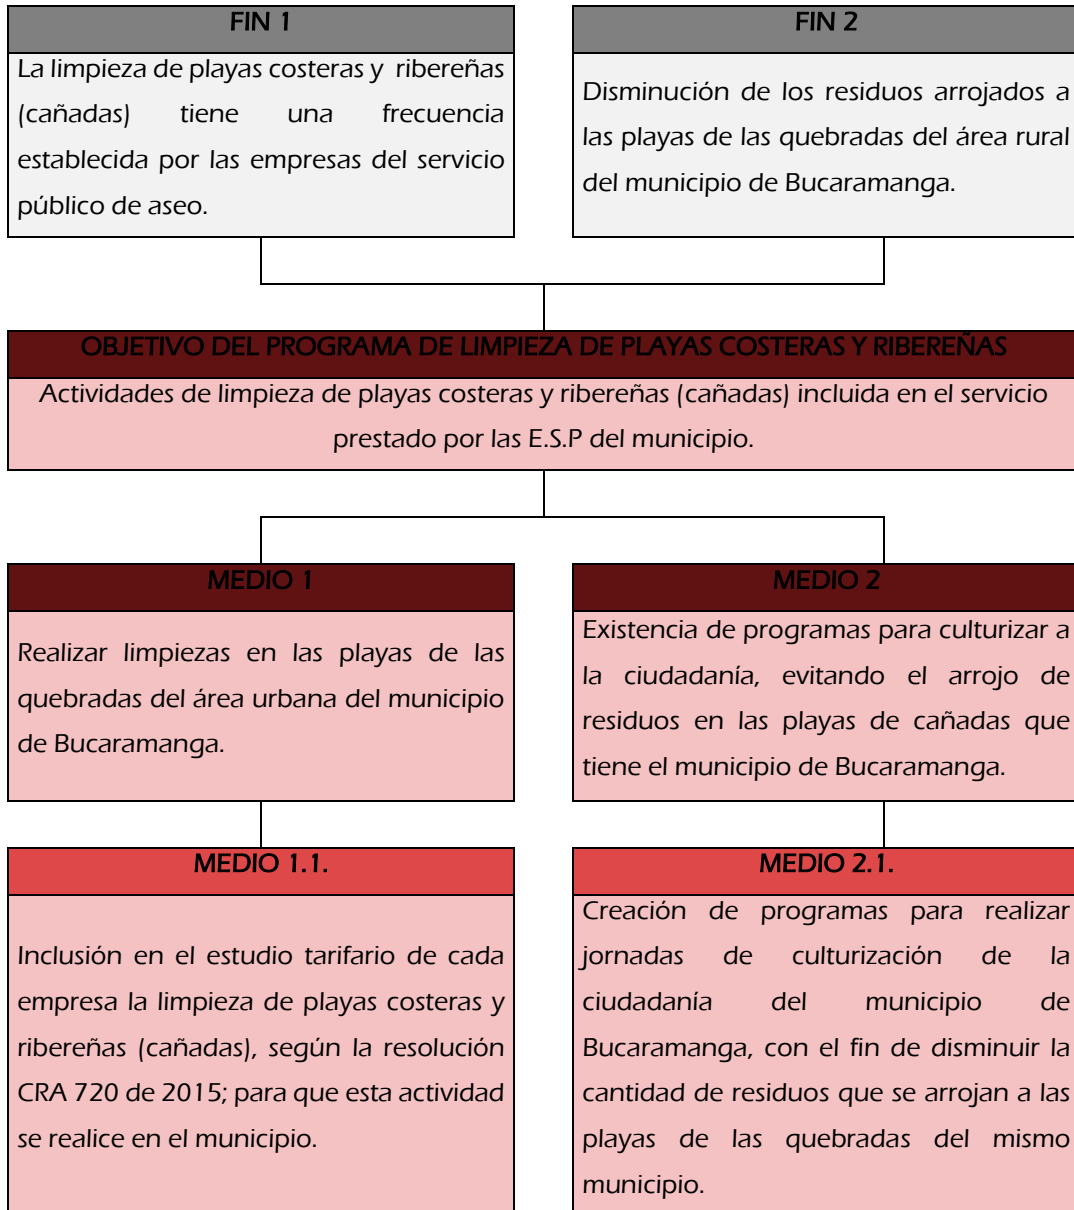 FIN 1
La limpieza de playas costeras y ribereñas
(cañadas) tiene una frecuencia
establecida por las empresas del servicio
público de aseo.
FIN 2
Disminución de los residuos arrojados a
las playas de las quebradas del área rural
del municipio de Bucaramanga.
OBJETIVO DEL PROGRAMA DE LIMPIEZA DE PLAYAS COSTERAS Y RIBEREÑAS
Actividades de limpieza de playas costeras y ribereñas (cañadas) incluida en el servicio
prestado por las E.S.P del municipio.
MEDIO 1
Realizar limpiezas en las playas de las
quebradas del área urbana del municipio
de Bucaramanga.
MEDIO 2
Existencia de programas para culturizar a
la ciudadanía, evitando el arrojo de
residuos en las playas de cañadas que
tiene el municipio de Bucaramanga.
MEDIO 1.1.
Inclusión en el estudio tarifario de cada
empresa la limpieza de playas costeras y
ribereñas (cañadas), según la resolución
CRA 720 de 2015; para que esta actividad
se realice en el municipio.
MEDIO 2.1.
Creación de programas para realizar
jornadas de culturización de la
ciudadanía del municipio de
Bucaramanga, con el fin de disminuir la
cantidad de residuos que se arrojan a las
playas de las quebradas del mismo
municipio.